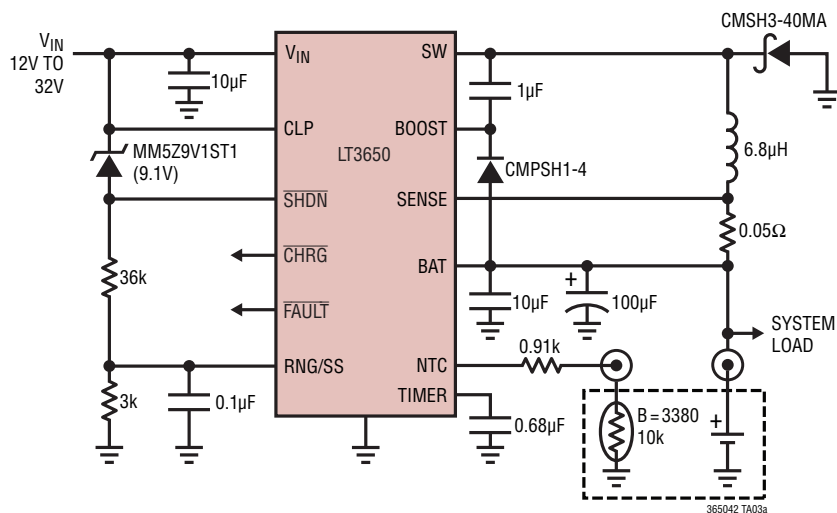 CMSH3-40MA
VIN
12V TO
32V
VIN
SW
10µF
1µF
CLP
BOOST
LT3650
MM5Z9V1ST1
(9.1V)
CMPSH1-4
6.8µH
SHDN
SENSE
0.05Ω
CHRG
BAT
36k
10µF
100µF
FAULT
SYSTEM
LOAD
0.91k
RNG/SS
NTC
TIMER
3k
0.1µF
0.68µF
B = 3380
10k
+
+
365042 TA03a